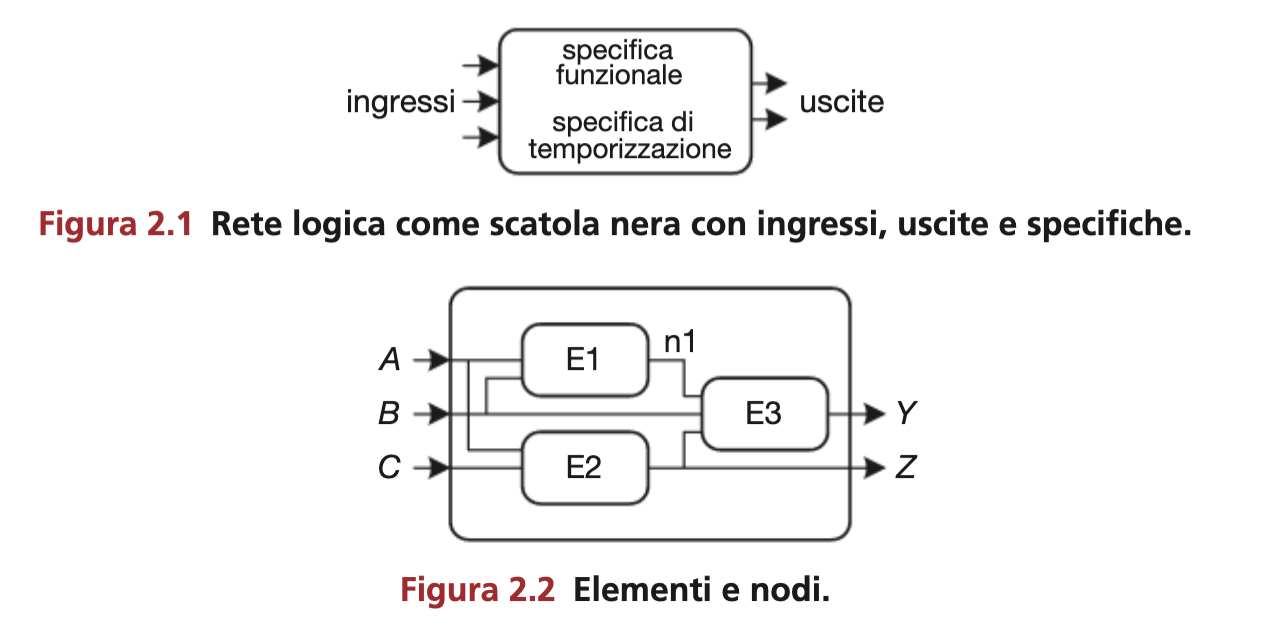 specifica
funzionale
ingressi
specifica di
temporizzazione
uscite
Figura 2.1 Rete logica come scatola nera con ingressi, uscite e specifiche.
A
E1
n1
B
E3
Y
C
E2
Z
Figura 2.2 Elementi e nodi.